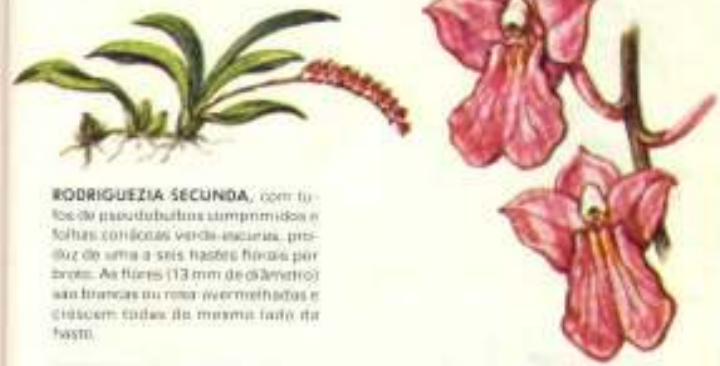 RODRIGUEZIA SECUNDA, com tu-
fos de pseudobulbos comprimidos e
folhas coriáceas verde-escuras, pro-
duz de uma a seis hastes florais por
broto. As flores (13 mm de diâmetro)
são brancas ou rosa-avermelhadas e
crescem todas do mesmo lado da
haste.